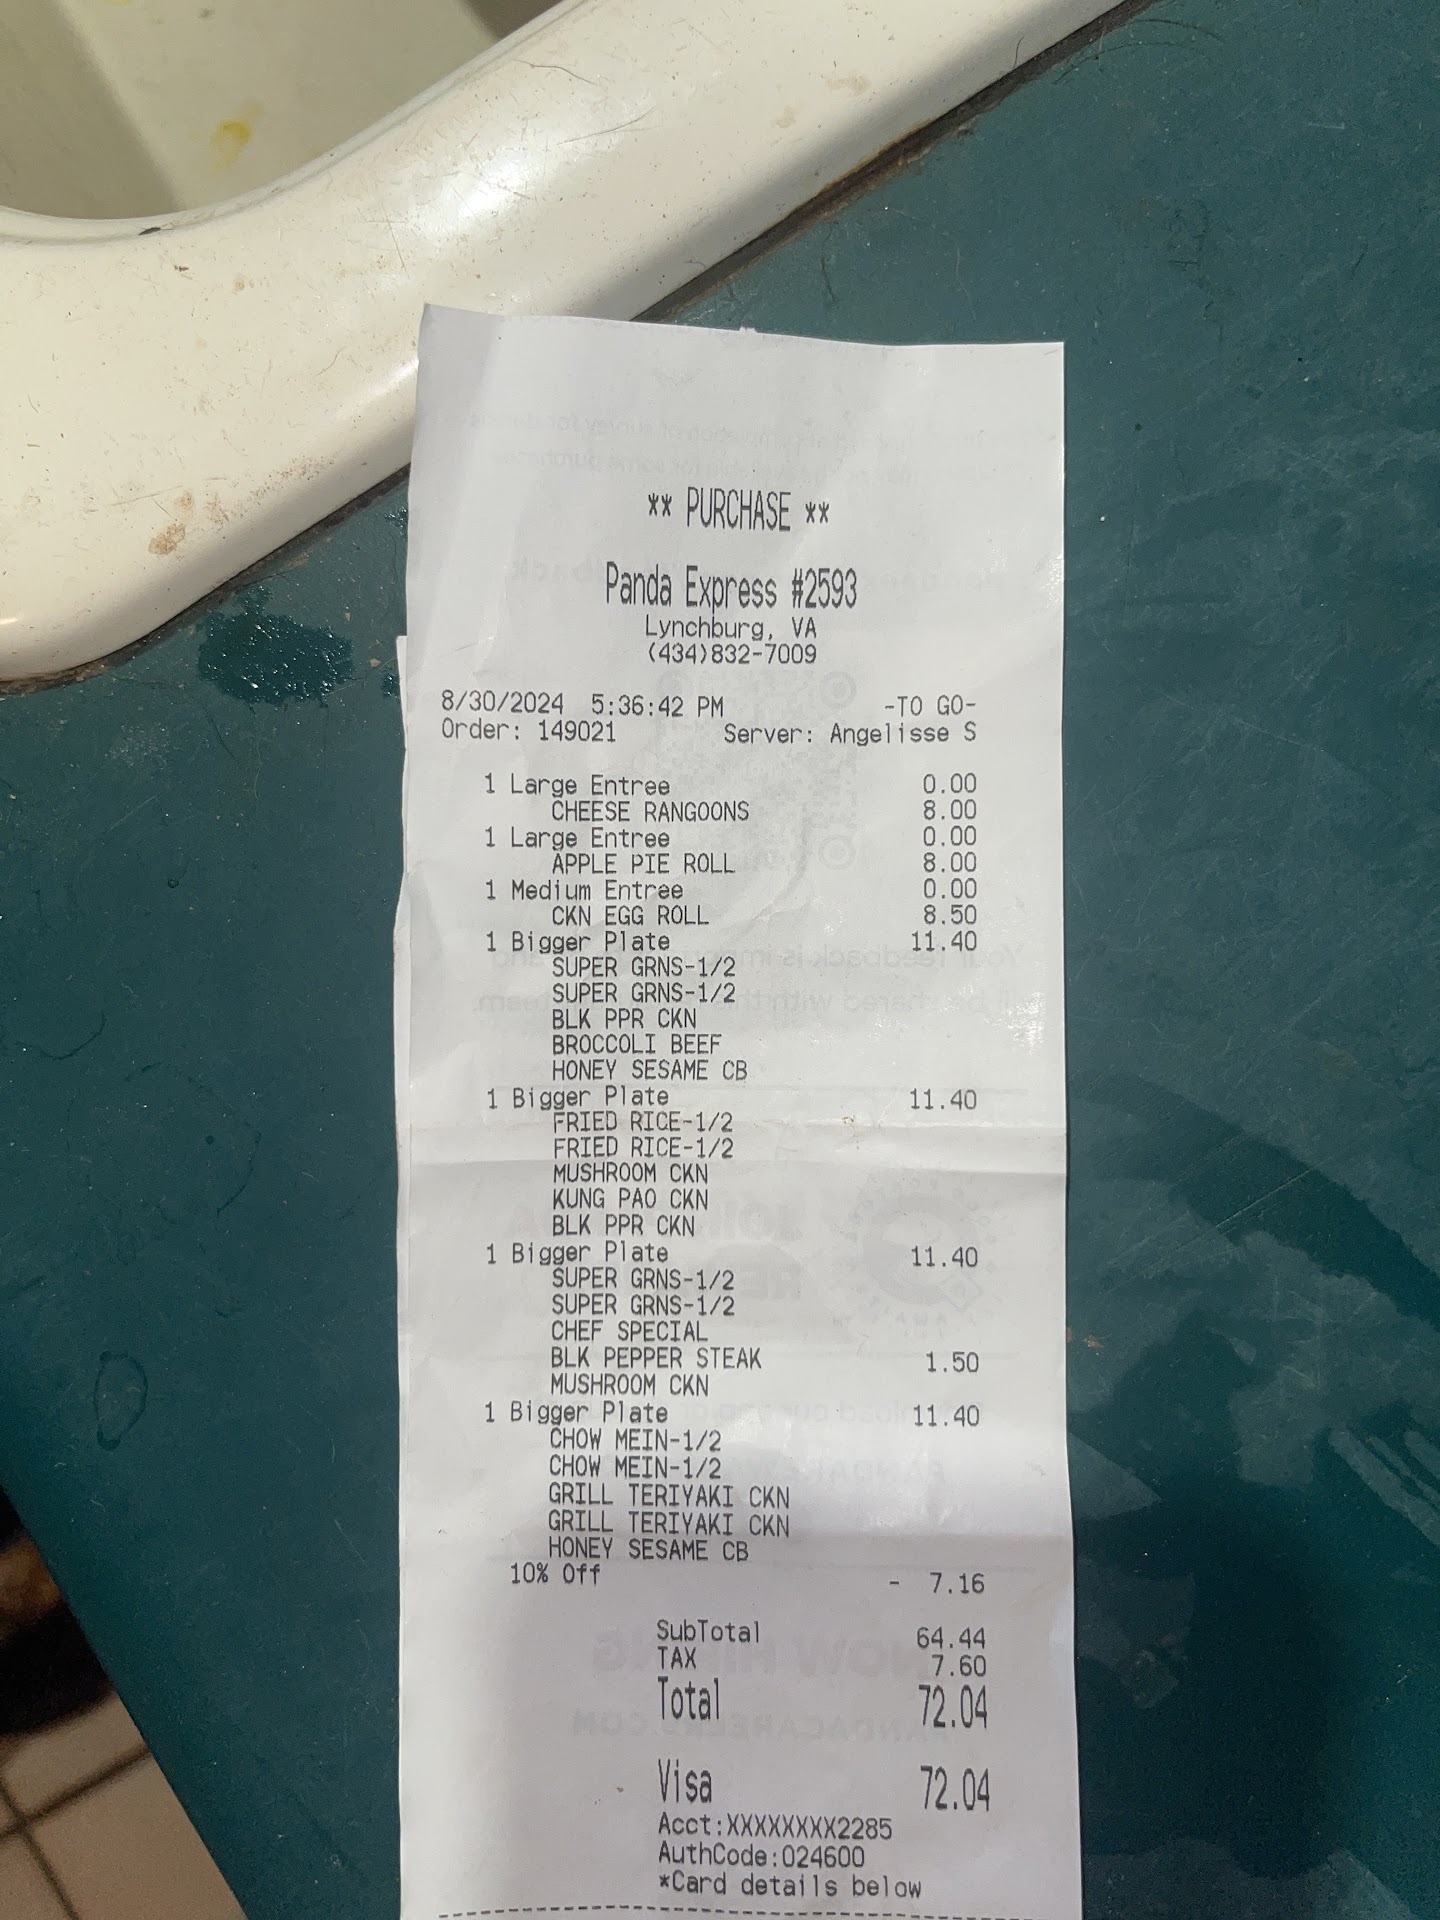 ** PURCHASE **
Panda Express #2593
Lynchburg, VA
(434)832-7009
8/30/2024 5:36:42 PM -TO GO-
Order: 149021 Server: Angelisse S
1 Large Entree 0.00
CHEESE RANGOONS 8.00
1 Large Entree 0.00
APPLE PIE ROLL 8.00
1 Medium Entree 0.00
CKN EGG ROLL 8.50
1 Bigger Plate 11.40
SUPER GRNS-1/2
SUPER GRNS-1/2
BLK PPR CKN
BROCCOLI BEEF
HONEY SESAME CB
1 Bigger Plate 11.40
FRIED RICE-1/2
FRIED RICE-1/2
MUSHROOM CKN
KUNG PAO CKN
BLK PPR CKN
1 Bigger Plate 11.40
SUPER GRNS-1/2
SUPER GRNS-1/2
CHEF SPECIAL
BLK PEPPER STEAK 1.50
MUSHROOM CKN
1 Bigger Plate 11.40
CHOW MEIN-1/2
CHOW MEIN-1/2
GRILL TERIYAKI CKN
GRILL TERIYAKI CKN
HONEY SESAME CB
10% Off - 7.16
SubTotal 64.44
TAX 7.60
Total 72.04
Visa 72.04
Acct:XXXXXXXX2285
AuthCode:024600
*Card details below